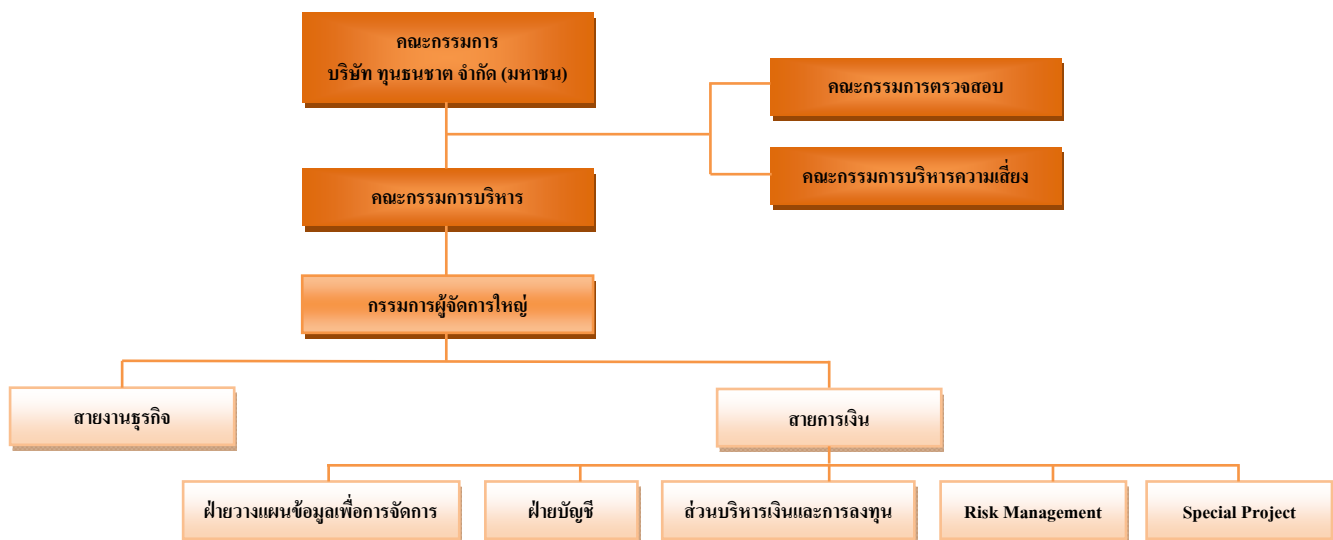 คณะกรรมการ
บริษัท ทุนธนชาต จำกัด (มหาชน)
คณะกรรมการตรวจสอบ
คณะกรรมการบริหารความเสี่ยง
คณะกรรมการบริหาร
กรรมการผู้จัดการใหญ่
สายงานธุรกิจ
สายการเงิน
ฝ่ายวางแผนข้อมูลเพื่อการจัดการ
ฝ่ายบัญชี
ส่วนบริหารเงินและการลงทุน
Risk Management
Special Project